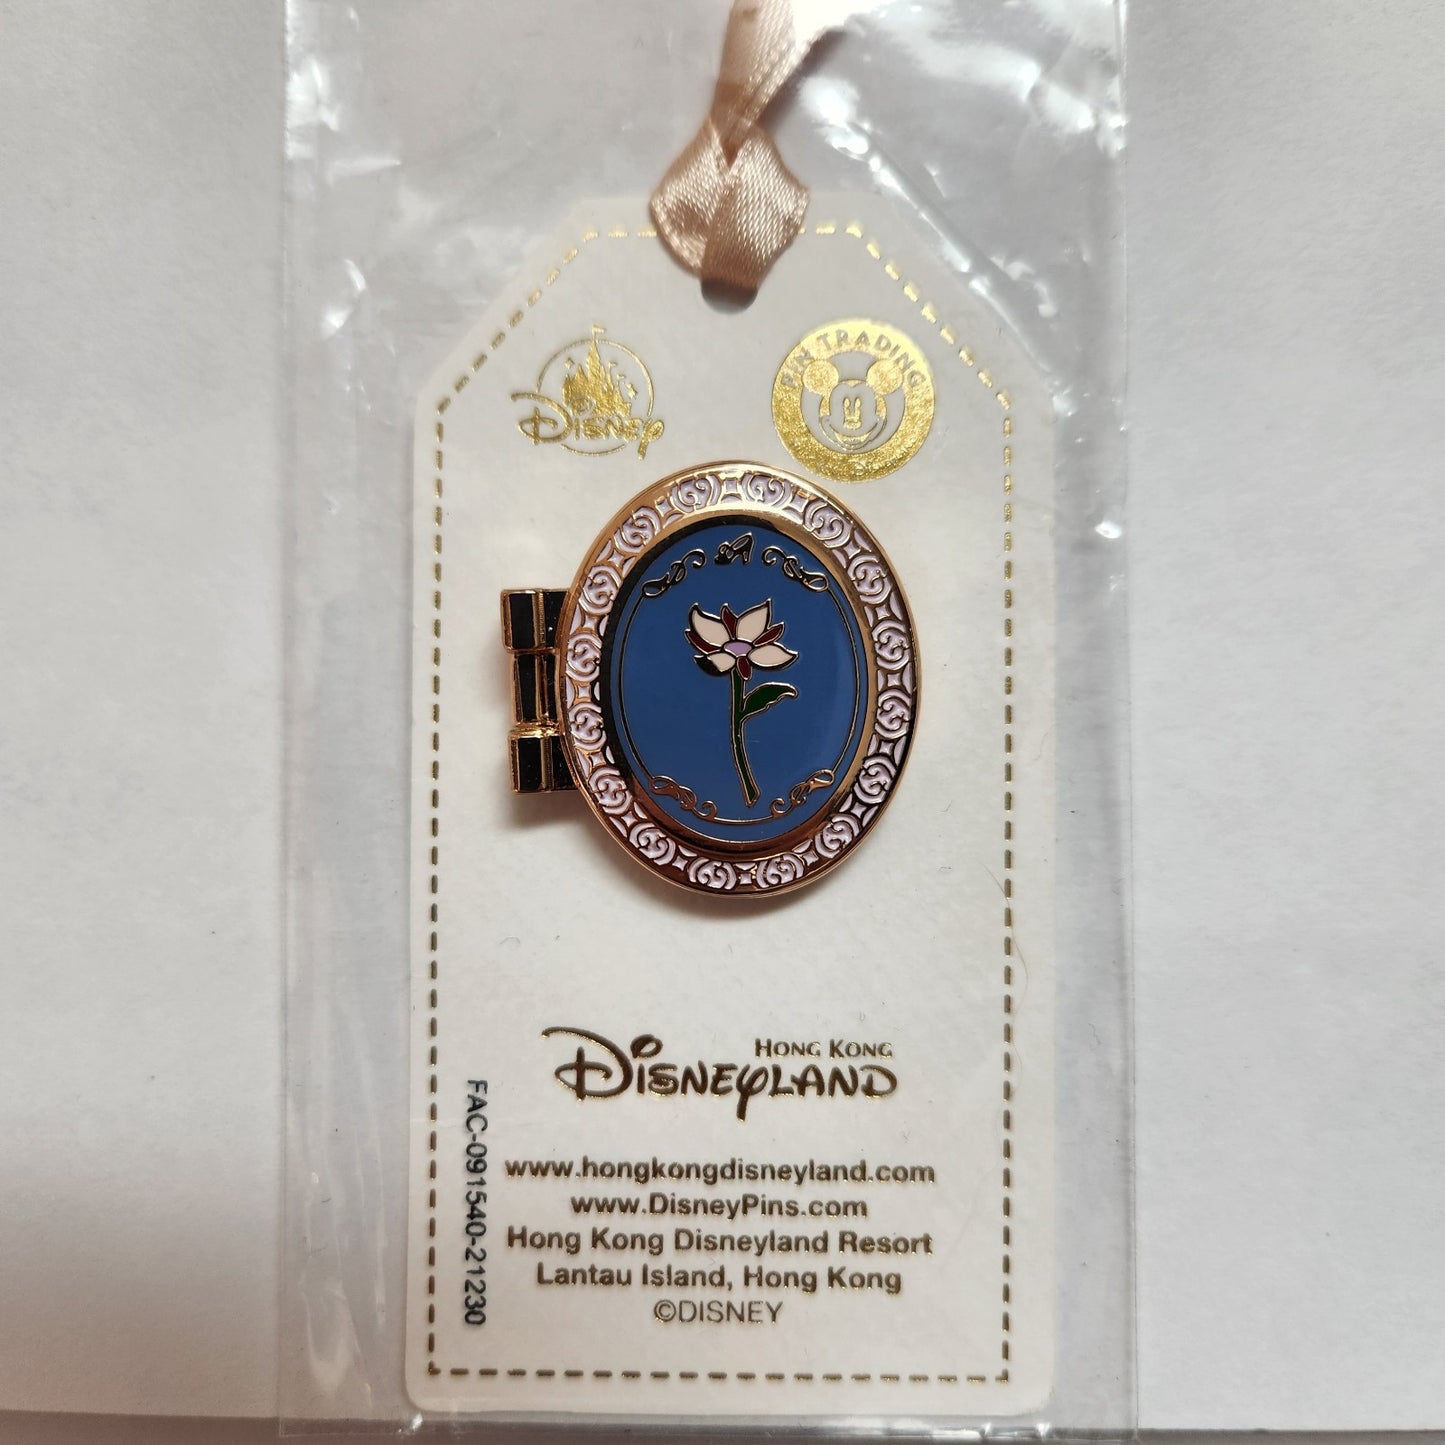 Disney
PIN TRADING
Disney
HONG KONG
DISNEYLAND
www.hongkongdisneyland.com
www.DisneyPins.com
Hong Kong Disneyland Resort
Lantau Island, Hong Kong
©DISNEY
FAC-091540-21230